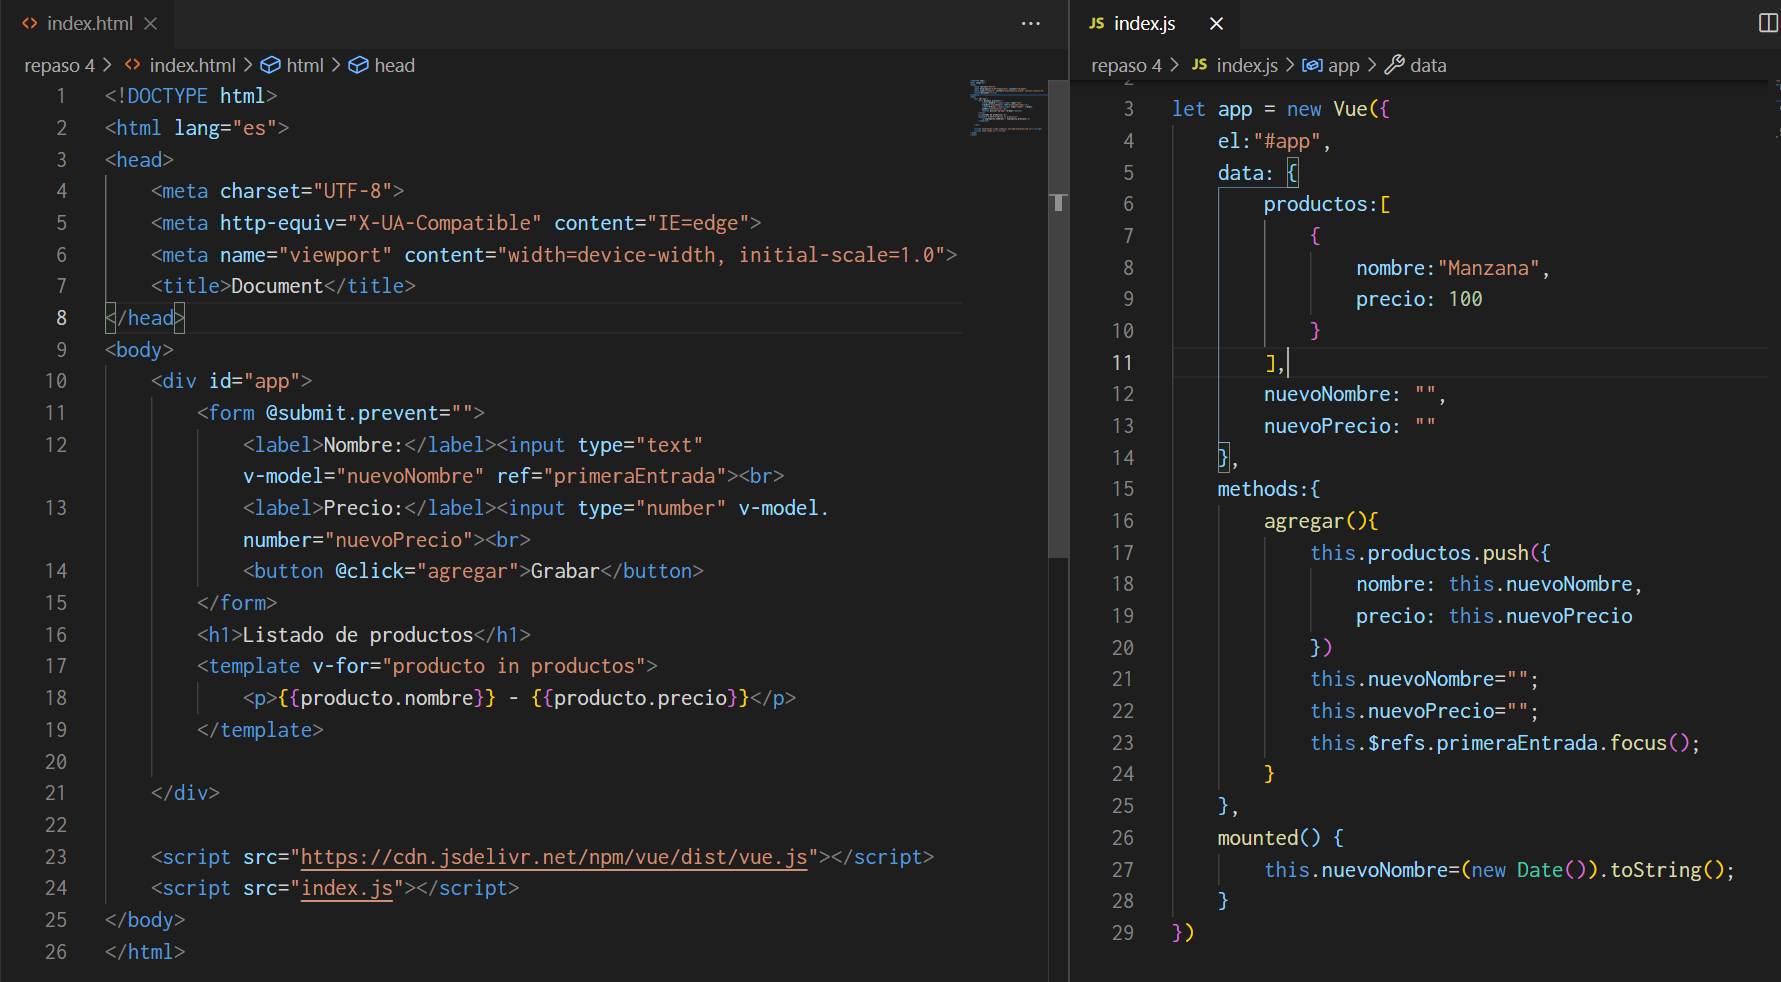 index.html
repaso 4 > index.html > html > head
1 <!DOCTYPE html>
2 <html lang="es">
3 <head>
4     <meta charset="UTF-8">
5     <meta http-equiv="X-UA-Compatible" content="IE=edge">
6     <meta name="viewport" content="width=device-width, initial-scale=1.0">
7     <title>Document</title>
8 </head>
9 <body>
10     <div id="app">
11         <form @submit.prevent="">
12             <label>Nombre:</label><input type="text"
            v-model="nuevoNombre" ref="primeraEntrada"><br>
13             <label>Precio:</label><input type="number" v-model.
            number="nuevoPrecio"><br>
14             <button @click="agregar">Grabar</button>
15         </form>
16         <h1>Listado de productos</h1>
17         <template v-for="producto in productos">
18             <p>{{producto.nombre}} - {{producto.precio}}</p>
19         </template>
20
21     </div>
22
23     <script src="https://cdn.jsdelivr.net/npm/vue/dist/vue.js"></script>
24     <script src="index.js"></script>
25 </body>
26 </html>
JS index.js
repaso 4 > JS index.js > app > data
3 let app = new Vue({
4     el:"#app",
5     data: {
6         productos:[
7             {
8                 nombre:"Manzana",
9                 precio: 100
10             }
11         ],
12         nuevoNombre: "",
13         nuevoPrecio: ""
14     },
15     methods:{
16         agregar(){
17             this.productos.push({
18                 nombre: this.nuevoNombre,
19                 precio: this.nuevoPrecio
20             })
21             this.nuevoNombre="";
22             this.nuevoPrecio="";
23             this.$refs.primeraEntrada.focus();
24         }
25     },
26     mounted() {
27         this.nuevoNombre=(new Date()).toString();
28     }
29 })